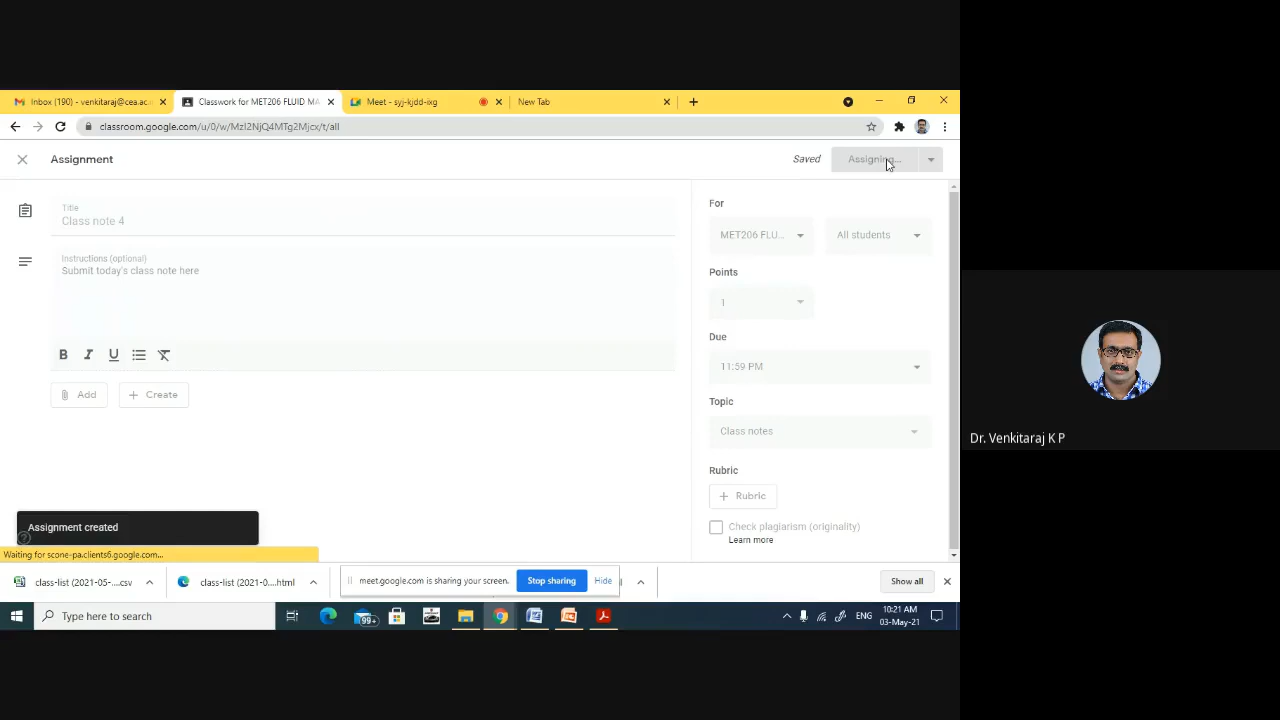 Inbox (190) - venkitaraj@cea.ac.
Classwork for MET206 FLUID MA
Meet - syj-kjdd-ixg
New Tab
classroom.google.com/u/0/w/MzI2NjQ4MTg2Mjcx/t/all
Assignment
Saved
Assigning...
Title
Class note 4
Instructions (optional)
Submit today's class note here
B I U
Add
Create
For
MET206 FLU...
All students
Points
1
Due
11:59 PM
Topic
Class notes
Rubric
Rubric
Check plagiarism (originality)
Learn more
Assignment created
Waiting for scone-pa.clients6.google.com...
class-list (2021-05-....csv
class-list (2021-0....html
meet.google.com is sharing your screen.
Stop sharing
Hide
Show all
Type here to search
99+
ENG
10:21 AM
03-May-21
Dr. Venkitaraj K P